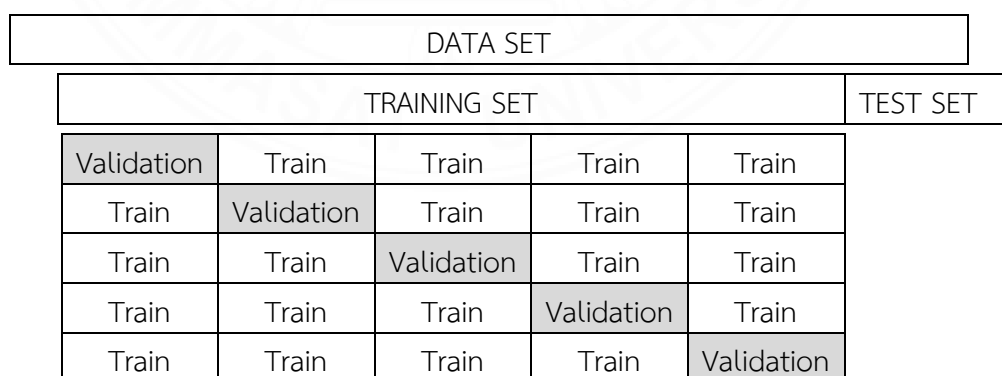 DATA SET
TRAINING SET TEST SET
Validation Train Train Train Train
Train Validation Train Train Train
Train Train Validation Train Train
Train Train Train Validation Train
Train Train Train Train Validation